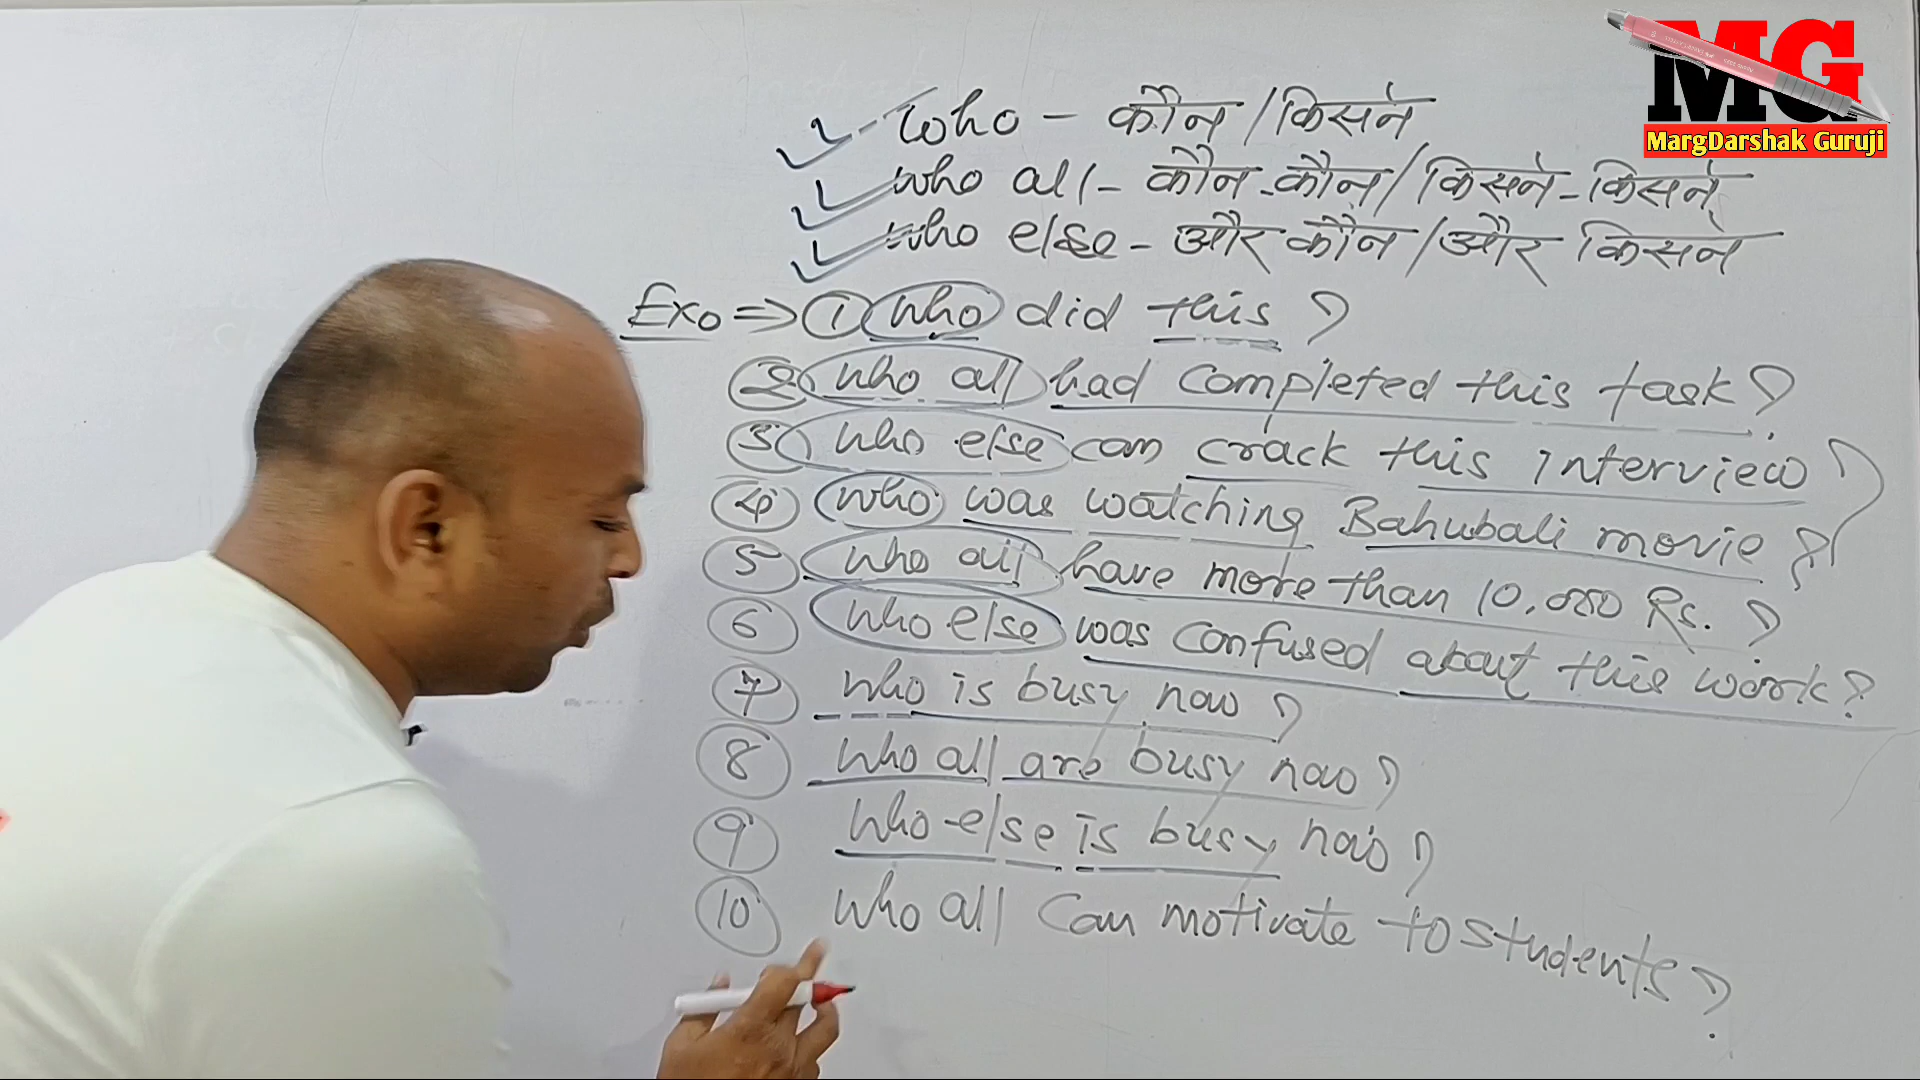 MG
MargDarshak Guruji
Who - कौन/किसने
Who all - कौन-कौन/किसने-किसने
Who else - और कौन/और किसने
Exo => 1 Who did this?
2 Who all had completed this task?
3 Who else can crack this interview?
4 Who was watching Bahubali movie?
5 Who all have more than 10,000 Rs.?
6 Who else was confused about this work?
7 Who is busy now?
8 Who all are busy now?
9 Who else is busy now?
10 Who all can motivate to students?